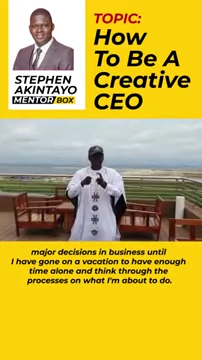 TOPIC:
How
To Be A
Creative
CEO
STEPHEN
AKINTAYO
MENTOR BOX
major decisions in business until
I have gone on a vacation to have enough
time alone and think through the
processes on what I'm about to do.